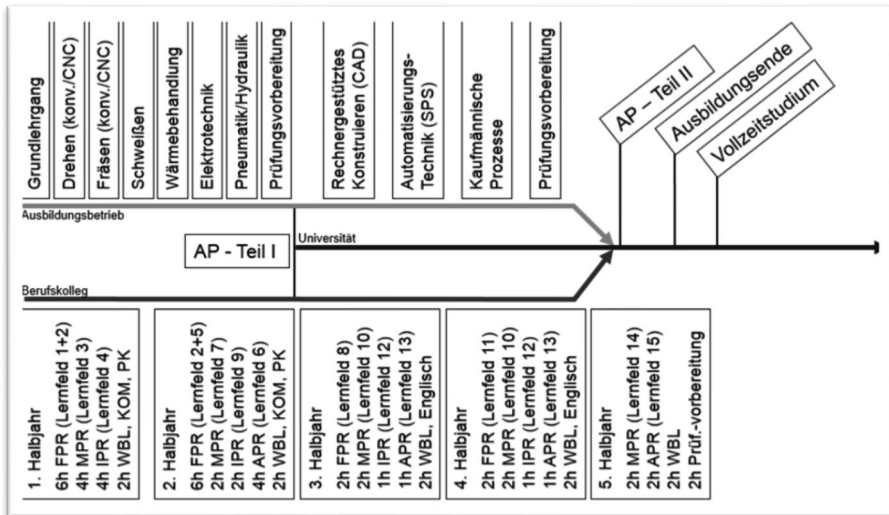 Grundlehrgang
Drehen (konv./CNC)
Fräsen (konv./CNC)
Schweißen
Wärmebehandlung
Elektrotechnik
Pneumatik/Hydraulik
Prüfungsvorbereitung
Rechnergestütztes
Konstruieren (CAD)
Automatisierungs-
Technik (SPS)
Kaufmännische
Prozesse
Prüfungsvorbereitung
AP – Teil II
Ausbildungsende
Vollzeitstudium
Ausbildungsbetrieb
AP - Teil I
Universität
Berufskolleg
1. Halbjahr
6h FPR (Lernfeld 1+2)
4h MPR (Lernfeld 3)
4h IPR (Lernfeld 4)
2h WBL, KOM, PK
2. Halbjahr
6h FPR (Lernfeld 2+5)
2h MPR (Lernfeld 7)
2h IPR (Lernfeld 9)
4h APR (Lernfeld 6)
2h WBL, KOM, PK
3. Halbjahr
2h FPR (Lernfeld 8)
2h MPR (Lernfeld 10)
1h IPR (Lernfeld 12)
1h APR (Lernfeld 13)
2h WBL, Englisch
4. Halbjahr
2h FPR (Lernfeld 11)
2h MPR (Lernfeld 10)
1h IPR (Lernfeld 12)
1h APR (Lernfeld 13)
2h WBL, Englisch
5. Halbjahr
2h MPR (Lernfeld 14)
2h APR (Lernfeld 15)
2h WBL
2h Prüf.-vorbereitung